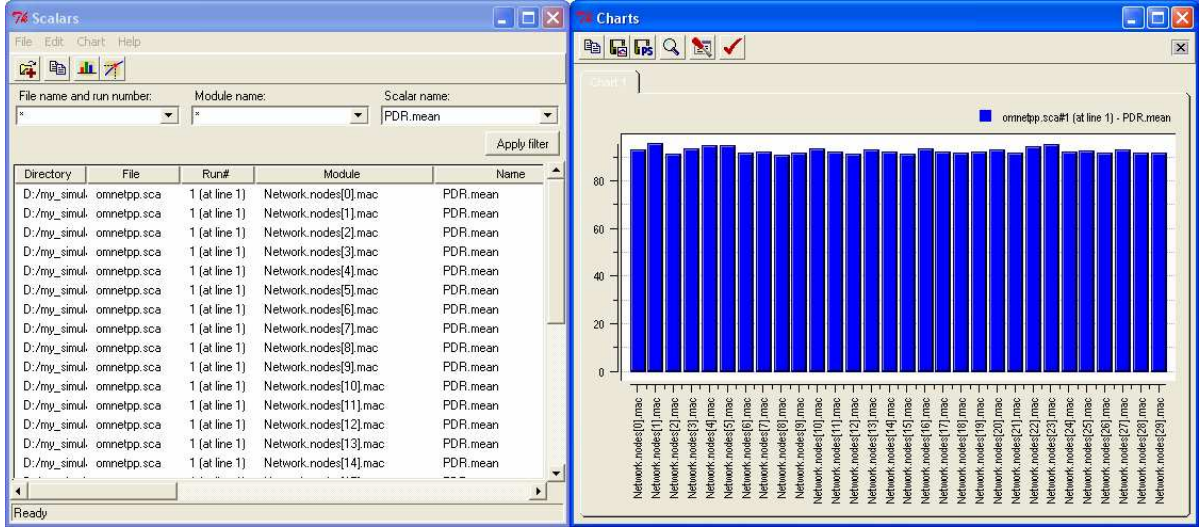 Scalars
File Edit Chart Help
File name and run number: Module name: Scalar name:
* * PDR.mean
Apply filter
Directory File Run# Module Name
D:/my_simul. omnetpp.sca 1 (at line 1) Network.nodes[0].mac PDR.mean
D:/my_simul. omnetpp.sca 1 (at line 1) Network.nodes[1].mac PDR.mean
D:/my_simul. omnetpp.sca 1 (at line 1) Network.nodes[2].mac PDR.mean
D:/my_simul. omnetpp.sca 1 (at line 1) Network.nodes[3].mac PDR.mean
D:/my_simul. omnetpp.sca 1 (at line 1) Network.nodes[4].mac PDR.mean
D:/my_simul. omnetpp.sca 1 (at line 1) Network.nodes[5].mac PDR.mean
D:/my_simul. omnetpp.sca 1 (at line 1) Network.nodes[6].mac PDR.mean
D:/my_simul. omnetpp.sca 1 (at line 1) Network.nodes[7].mac PDR.mean
D:/my_simul. omnetpp.sca 1 (at line 1) Network.nodes[8].mac PDR.mean
D:/my_simul. omnetpp.sca 1 (at line 1) Network.nodes[9].mac PDR.mean
D:/my_simul. omnetpp.sca 1 (at line 1) Network.nodes[10].mac PDR.mean
D:/my_simul. omnetpp.sca 1 (at line 1) Network.nodes[11].mac PDR.mean
D:/my_simul. omnetpp.sca 1 (at line 1) Network.nodes[12].mac PDR.mean
D:/my_simul. omnetpp.sca 1 (at line 1) Network.nodes[13].mac PDR.mean
D:/my_simul. omnetpp.sca 1 (at line 1) Network.nodes[14].mac PDR.mean
Ready
Charts
PS
Chart 1
omnetpp.sca#1 (at line 1) - PDR.mean
80
60
40
20
0
Network.nodes[0].mac
Network.nodes[1].mac
Network.nodes[2].mac
Network.nodes[3].mac
Network.nodes[4].mac
Network.nodes[5].mac
Network.nodes[6].mac
Network.nodes[7].mac
Network.nodes[8].mac
Network.nodes[9].mac
Network.nodes[10].mac
Network.nodes[11].mac
Network.nodes[12].mac
Network.nodes[13].mac
Network.nodes[14].mac
Network.nodes[15].mac
Network.nodes[16].mac
Network.nodes[17].mac
Network.nodes[18].mac
Network.nodes[19].mac
Network.nodes[20].mac
Network.nodes[21].mac
Network.nodes[22].mac
Network.nodes[23].mac
Network.nodes[24].mac
Network.nodes[25].mac
Network.nodes[26].mac
Network.nodes[27].mac
Network.nodes[28].mac
Network.nodes[29].mac